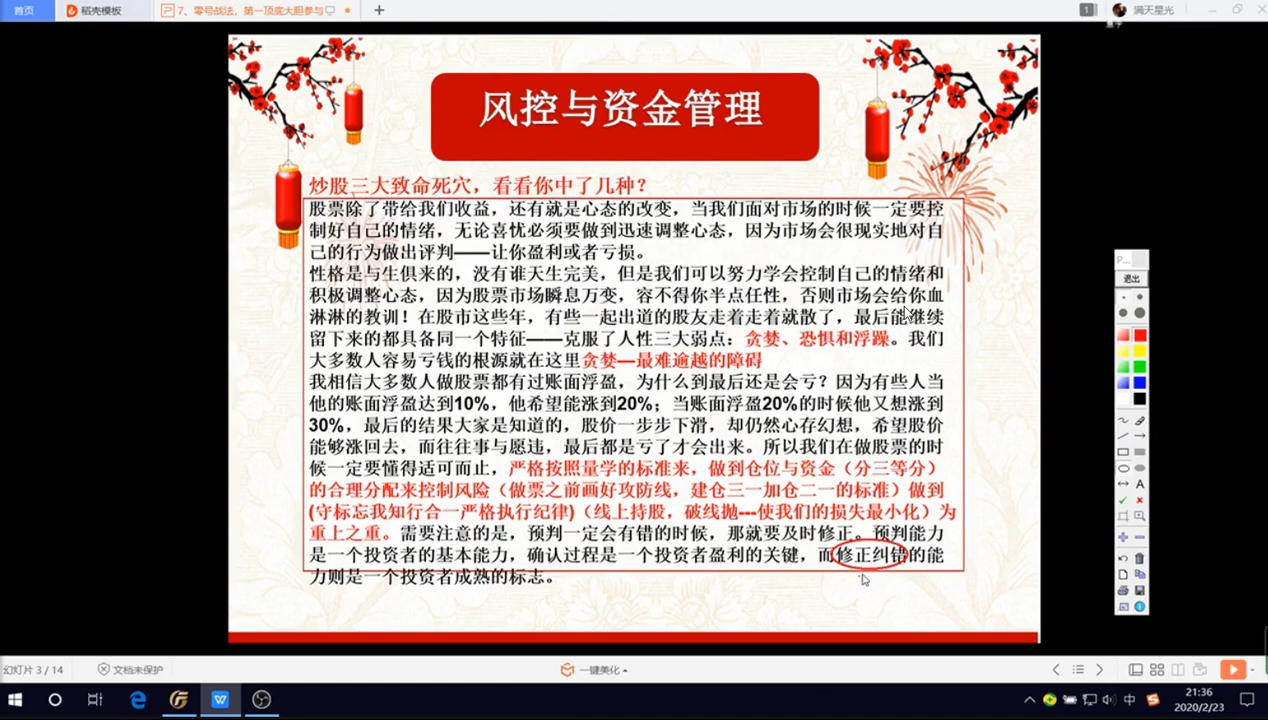 首页
稻壳模板
7、零号战法，第一顶底大胆参与
+
1
满天星光
风控与资金管理
炒股三大致命死穴，看看你中了几种？
股票除了带给我们收益，还有就是心态的改变，当我们面对市场的时候一定要控
制好自己的情绪，无论喜忧必须要做到迅速调整心态，因为市场会很现实地对自
己的行为做出评判——让你盈利或者亏损。
性格是与生俱来的，没有谁天生完美，但是我们可以努力学会控制自己的情绪和
积极调整心态，因为股票市场瞬息万变，容不得你半点任性，否则市场会给你血
淋淋的教训！在股市这些年，有些一起出道的股友走着走着就散了，最后能继续
留下来的都具备同一个特征——克服了人性三大弱点：贪婪、恐惧和浮躁。我们
大多数人容易亏钱的根源就在这里贪婪—最难逾越的障碍
我相信大多数人做股票都有过账面浮盈，为什么到最后还是会亏？因为有些人当
他的账面浮盈达到10%，他希望能涨到20%；当账面浮盈20%的时候他又想涨到
30%，最后的结果大家是知道的，股价一步步下滑，却仍然心存幻想，希望股价
能够涨回去，而往往事与愿违，最后都是亏了才会出来。所以我们在做股票的时
候一定要懂得适可而止，严格按照量学的标准来，做到仓位与资金（分三等分）
的合理分配来控制风险（做票之前画好攻防线，建仓三一加仓二一的标准）做到
(守标忘我知行合一严格执行纪律)（线上持股，破线抛---使我们的损失最小化）为
重上之重。需要注意的是，预判一定会有错的时候，那就要及时修正。预判能力
是一个投资者的基本能力，确认过程是一个投资者盈利的关键，而修正纠错的能
力则是一个投资者成熟的标志。
P...
退出
A
幻灯片 3 / 14
文档未保护
一键美化
中
21:36
2020/2/23